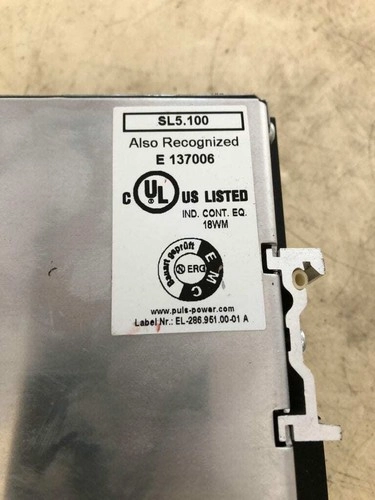 SL5.100
Also Recognized
E 137006
C UL US LISTED
IND. CONT. EQ.
18WM
Bauart geprüft EMC
ERG
www.puls-power.com
Label Nr.: EL-286.951.00-01 A